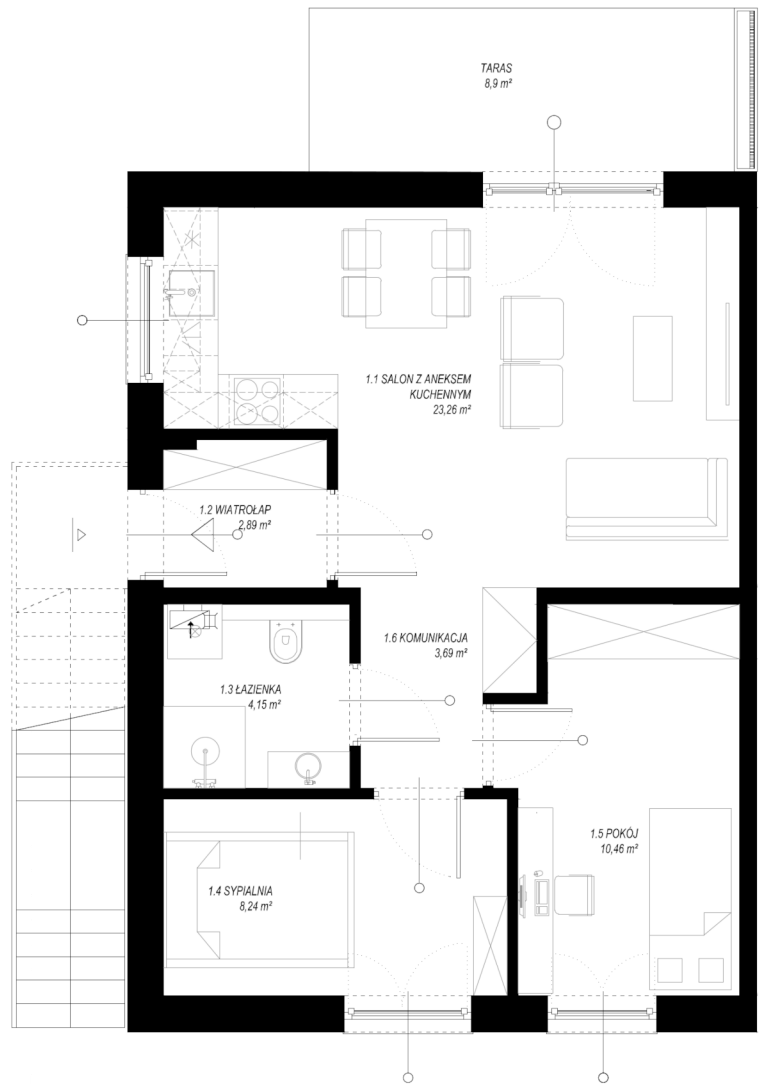 TARAS
8,9 m²
1.1 SALON Z ANEKSEM
KUCHENNYM
23,26 m²
1.2 WIATROŁAP
2,89 m²
1.6 KOMUNIKACJA
3,69 m²
1.3 ŁAZIENKA
4,15 m²
1.5 POKÓJ
10,46 m²
1.4 SYPIALNIA
8,24 m²